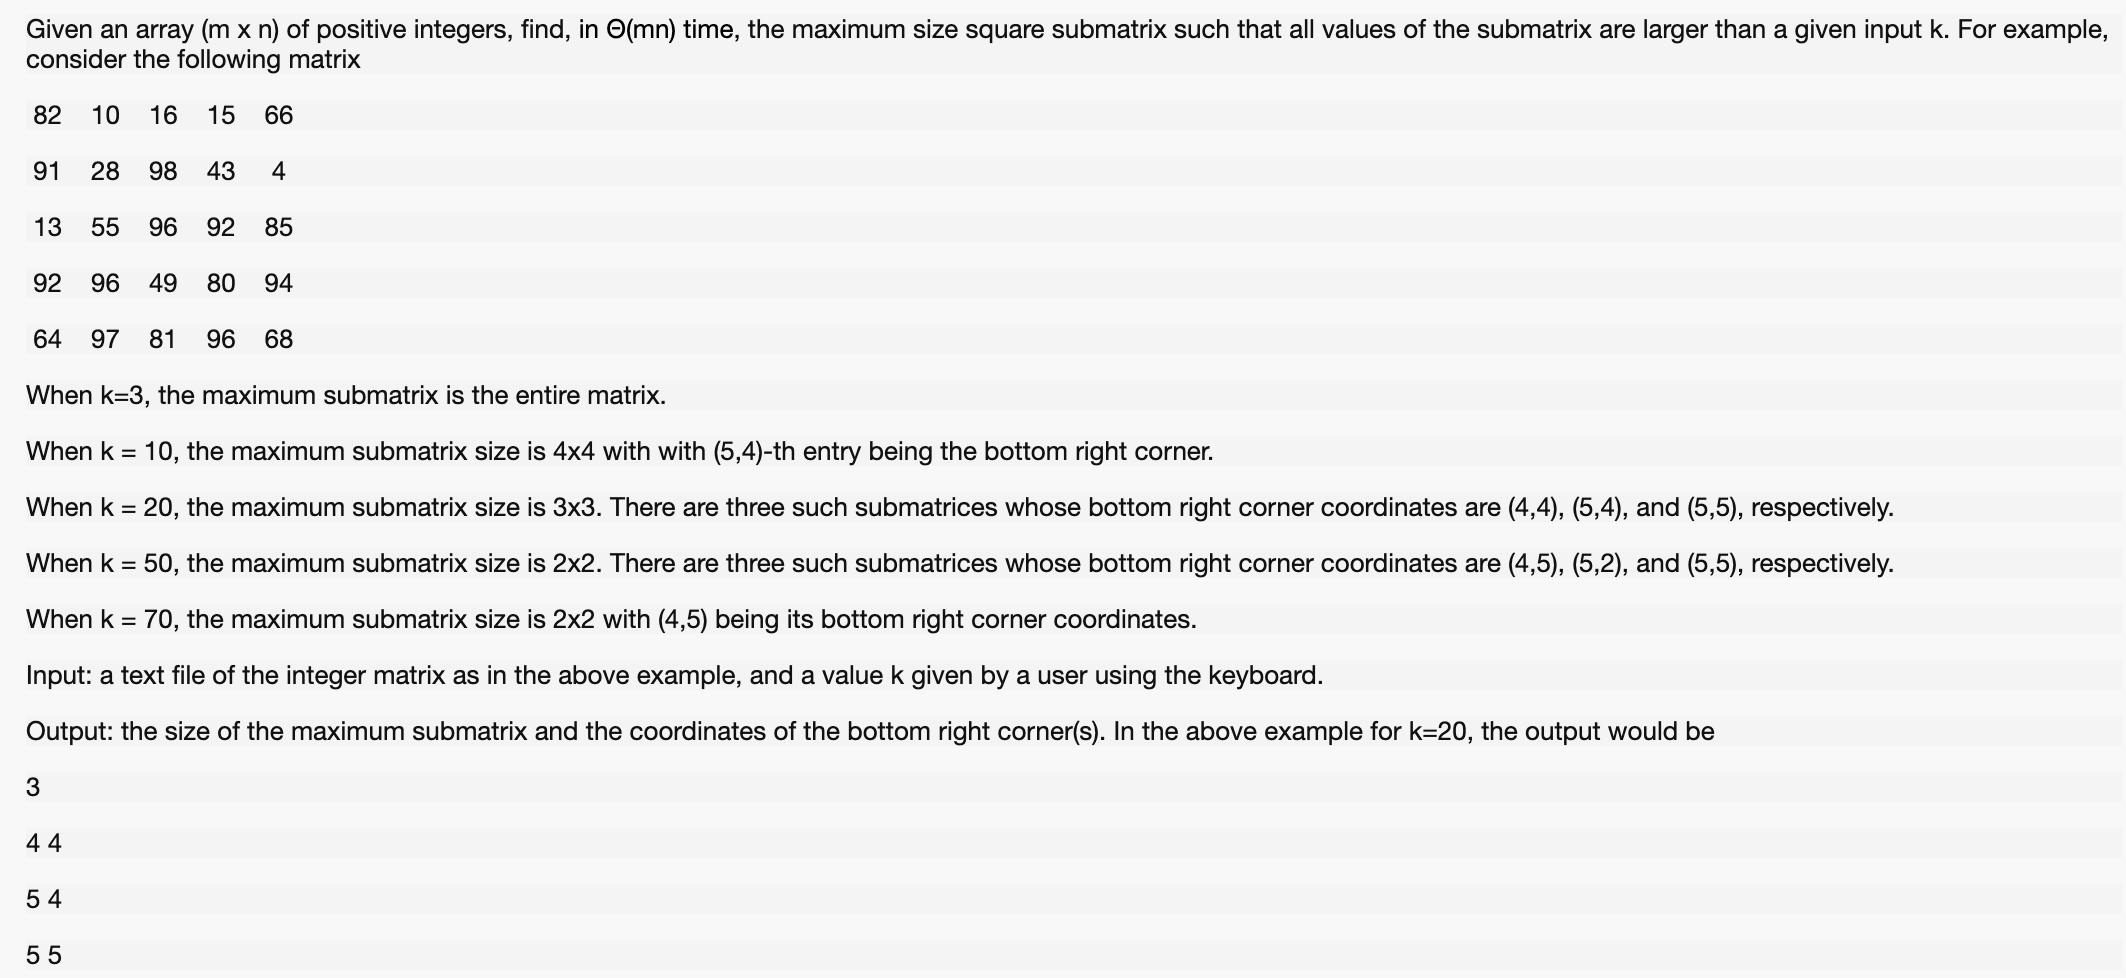 Given an array (m x n) of positive integers, find, in Θ(mn) time, the maximum size square submatrix such that all values of the submatrix are larger than a given input k. For example,
consider the following matrix
82 10 16 15 66
91 28 98 43 4
13 55 96 92 85
92 96 49 80 94
64 97 81 96 68
When k=3, the maximum submatrix is the entire matrix.
When k = 10, the maximum submatrix size is 4x4 with with (5,4)-th entry being the bottom right corner.
When k = 20, the maximum submatrix size is 3x3. There are three such submatrices whose bottom right corner coordinates are (4,4), (5,4), and (5,5), respectively.
When k = 50, the maximum submatrix size is 2x2. There are three such submatrices whose bottom right corner coordinates are (4,5), (5,2), and (5,5), respectively.
When k = 70, the maximum submatrix size is 2x2 with (4,5) being its bottom right corner coordinates.
Input: a text file of the integer matrix as in the above example, and a value k given by a user using the keyboard.
Output: the size of the maximum submatrix and the coordinates of the bottom right corner(s). In the above example for k=20, the output would be
3
4 4
5 4
5 5